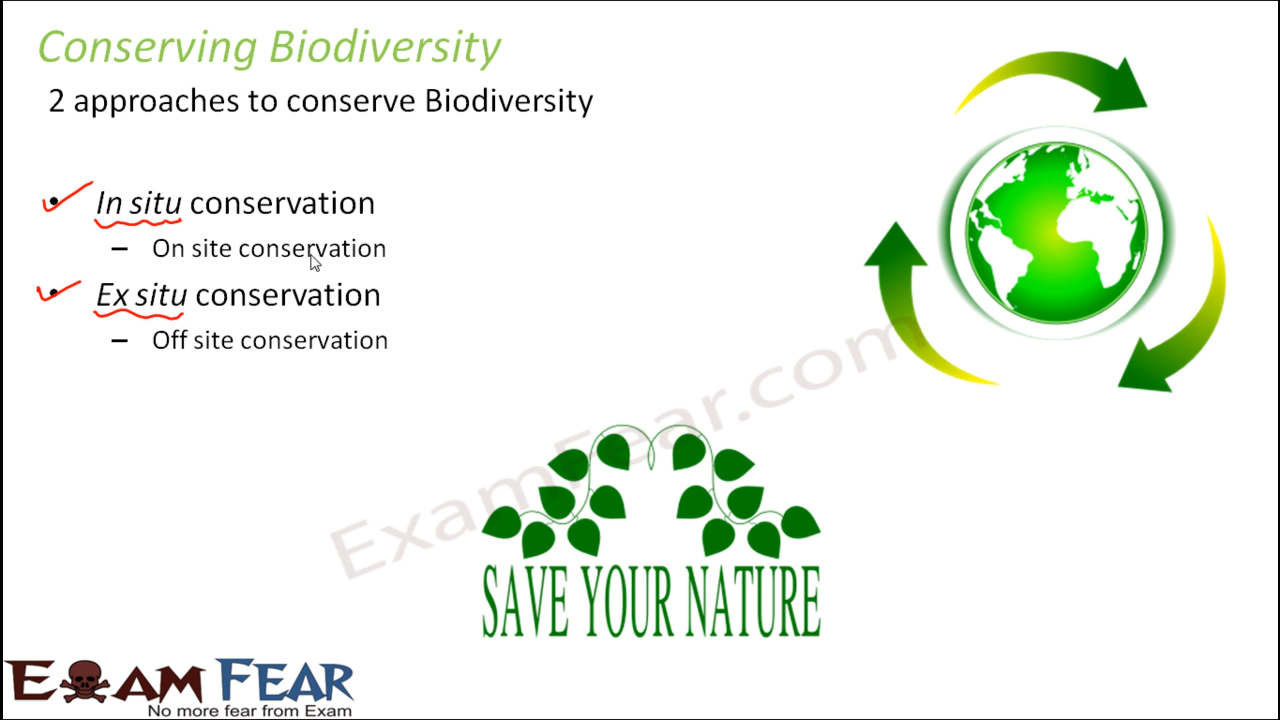 Conserving Biodiversity
2 approaches to conserve Biodiversity
• In situ conservation
– On site conservation
• Ex situ conservation
– Off site conservation
ExamFear.com
SAVE YOUR NATURE
EXAM FEAR
No more fear from Exam